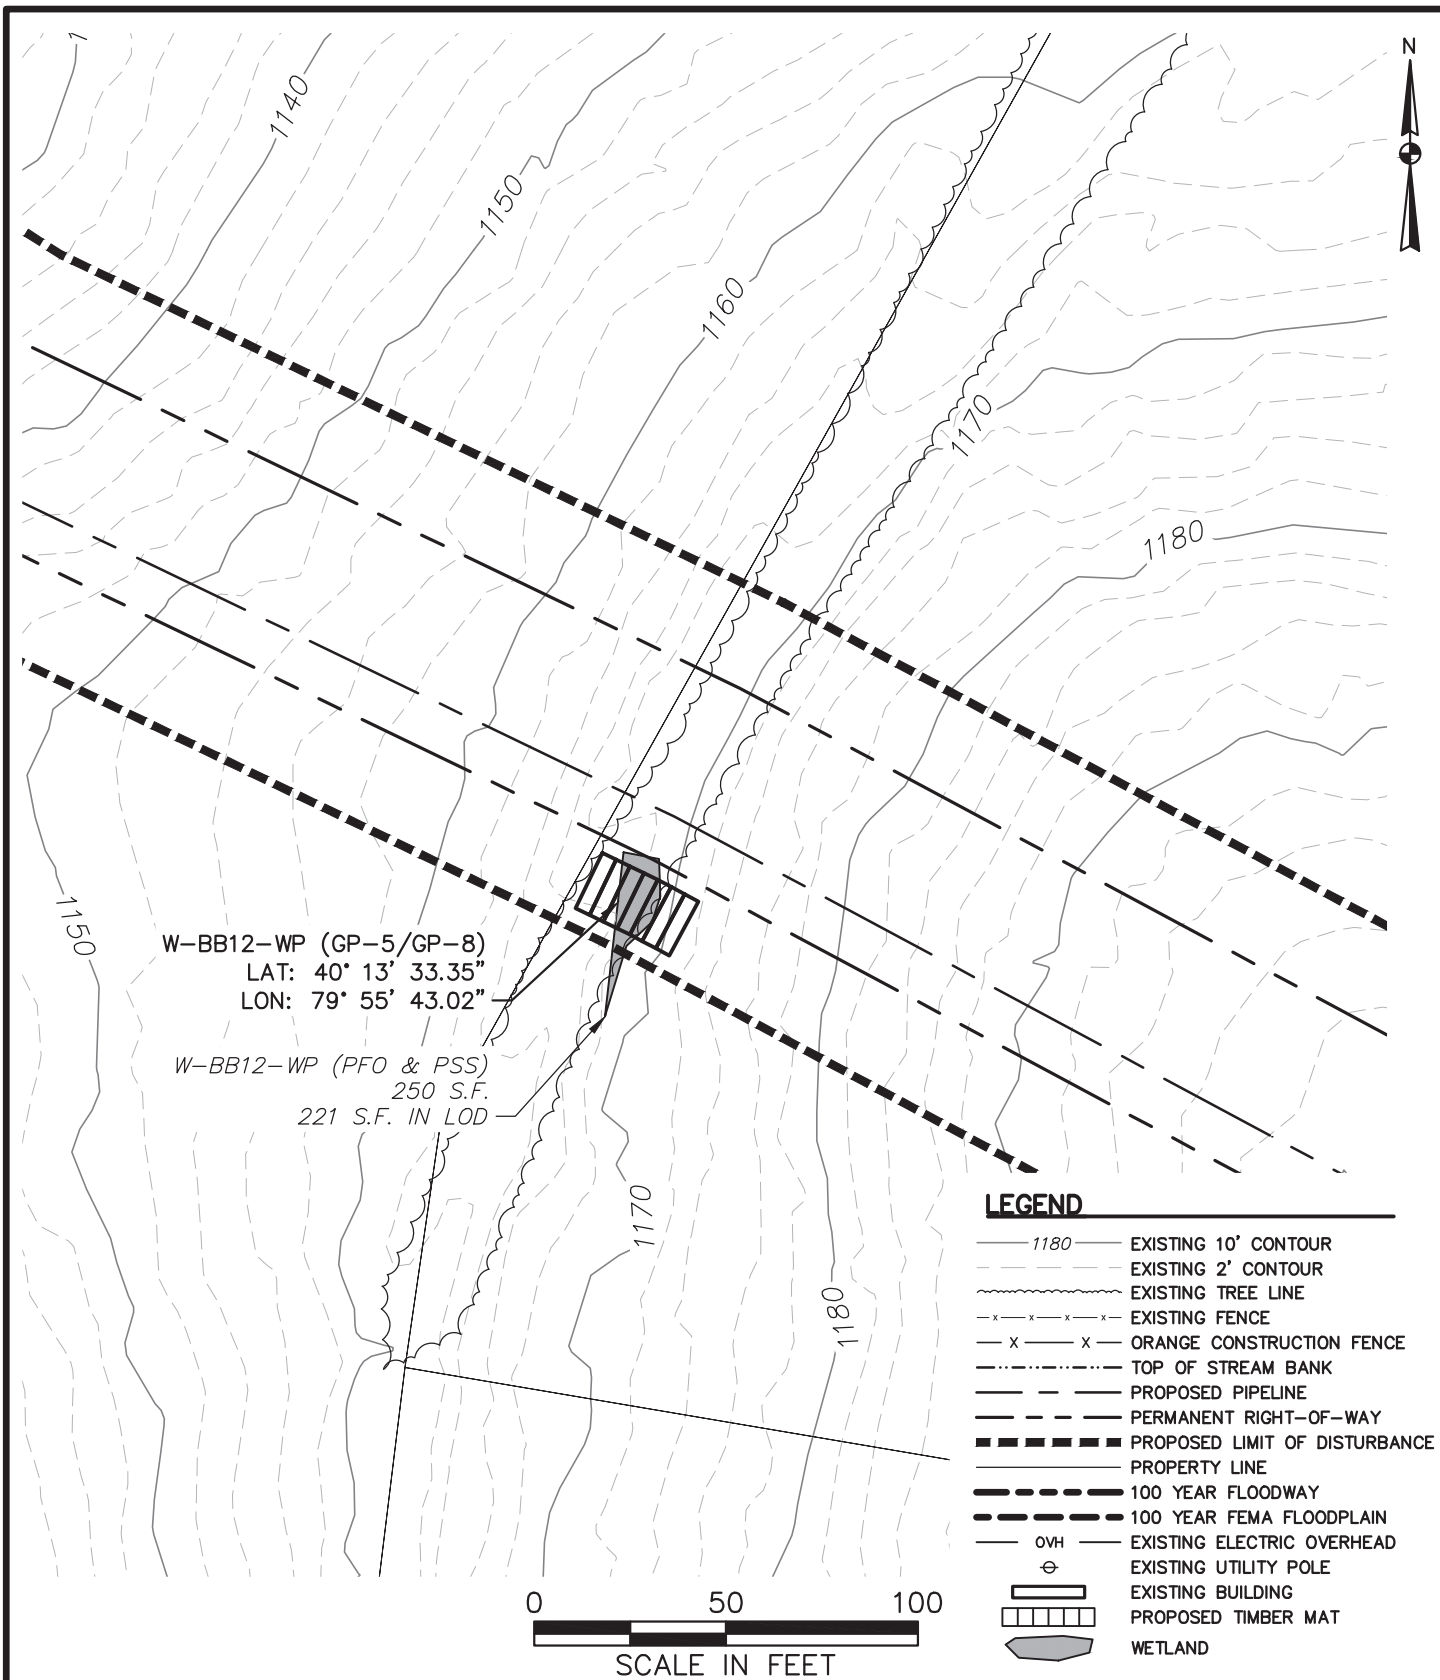 N
1
1140
1150
1160
1170
1180
1150
W-BB12-WP (GP-5/GP-8)
LAT: 40° 13' 33.35"
LON: 79° 55' 43.02"
W-BB12-WP (PFO & PSS)
250 S.F.
221 S.F. IN LOD
1170
1180
LEGEND
1180 EXISTING 10' CONTOUR
EXISTING 2' CONTOUR
EXISTING TREE LINE
x x x x EXISTING FENCE
X X ORANGE CONSTRUCTION FENCE
TOP OF STREAM BANK
PROPOSED PIPELINE
PERMANENT RIGHT-OF-WAY
PROPOSED LIMIT OF DISTURBANCE
PROPERTY LINE
100 YEAR FLOODWAY
100 YEAR FEMA FLOODPLAIN
OVH EXISTING ELECTRIC OVERHEAD
EXISTING UTILITY POLE
EXISTING BUILDING
PROPOSED TIMBER MAT
WETLAND
0 50 100
SCALE IN FEET